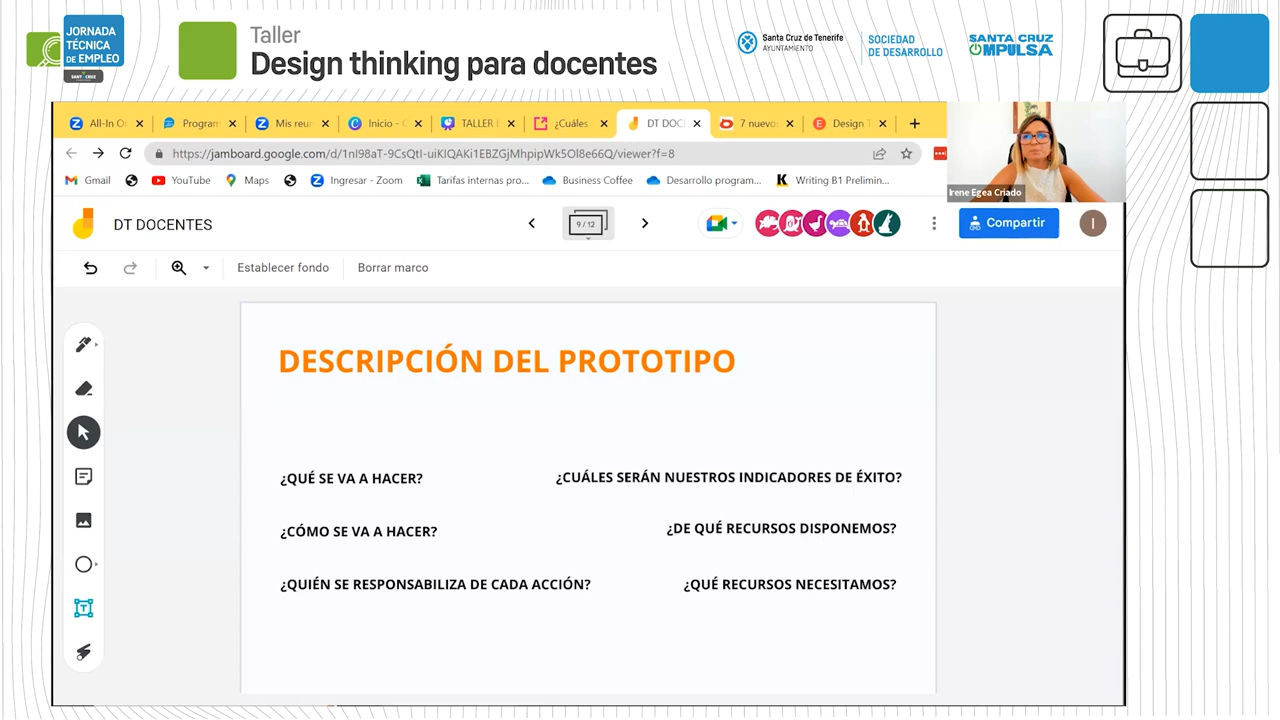 JORNADA
TÉCNICA
DE EMPLEO
Taller
Design thinking para docentes
Santa Cruz de Tenerife
AYUNTAMIENTO
SOCIEDAD
DE DESARROLLO
SANTA CRUZ
OMPULSA
All-In O
Program
Mis reu
Inicio -
TALLER
¿Cuáles
DT DOC
7 nuevo
Design T
https://jamboard.google.com/d/1nI98aT-9CsQtI-uiKIQAKi1EBZGjMhpipWk5Ol8e66Q/viewer?f=8
Gmail
YouTube
Maps
Ingresar - Zoom
Tarifas internas pro...
Business Coffee
Desarrollo program...
Writing B1 Prelimin...
Irene Egea Criado
DT DOCENTES
9 / 12
Compartir
I
Establecer fondo
Borrar marco
DESCRIPCIÓN DEL PROTOTIPO
¿QUÉ SE VA A HACER?
¿CUÁLES SERÁN NUESTROS INDICADORES DE ÉXITO?
¿CÓMO SE VA A HACER?
¿DE QUÉ RECURSOS DISPONEMOS?
¿QUIÉN SE RESPONSABILIZA DE CADA ACCIÓN?
¿QUÉ RECURSOS NECESITAMOS?